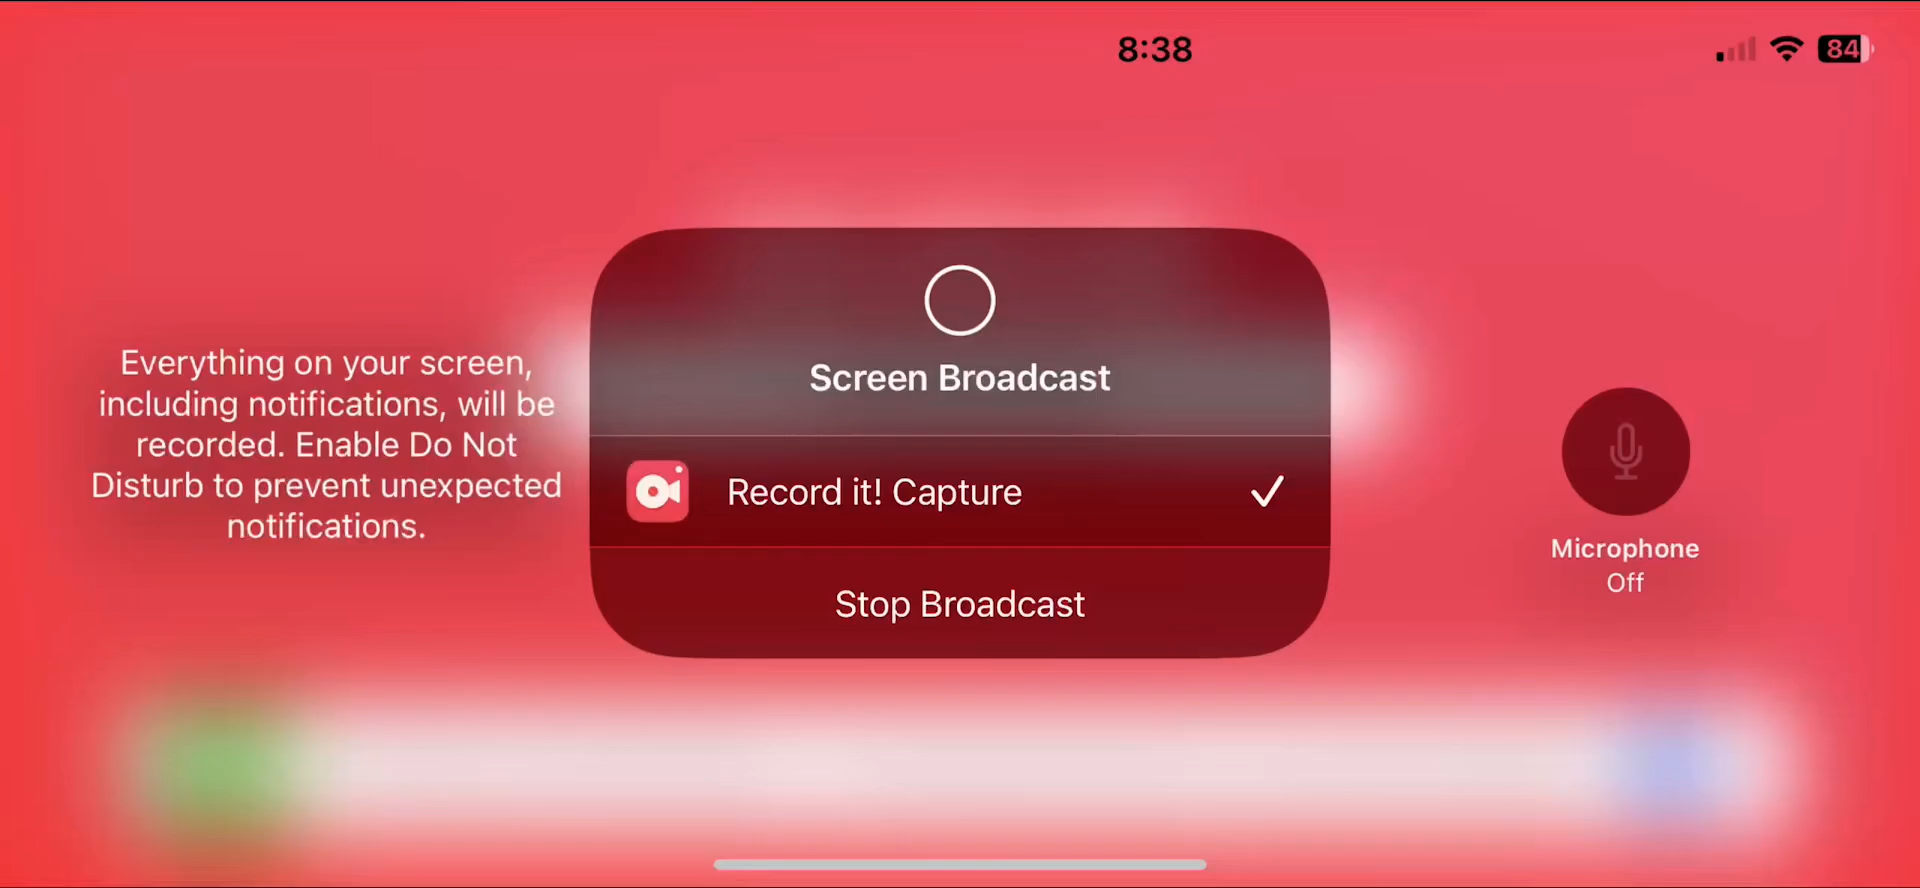 8:38
84
Everything on your screen,
including notifications, will be
recorded. Enable Do Not
Disturb to prevent unexpected
notifications.
Screen Broadcast
Record it! Capture
Stop Broadcast
Microphone
Off